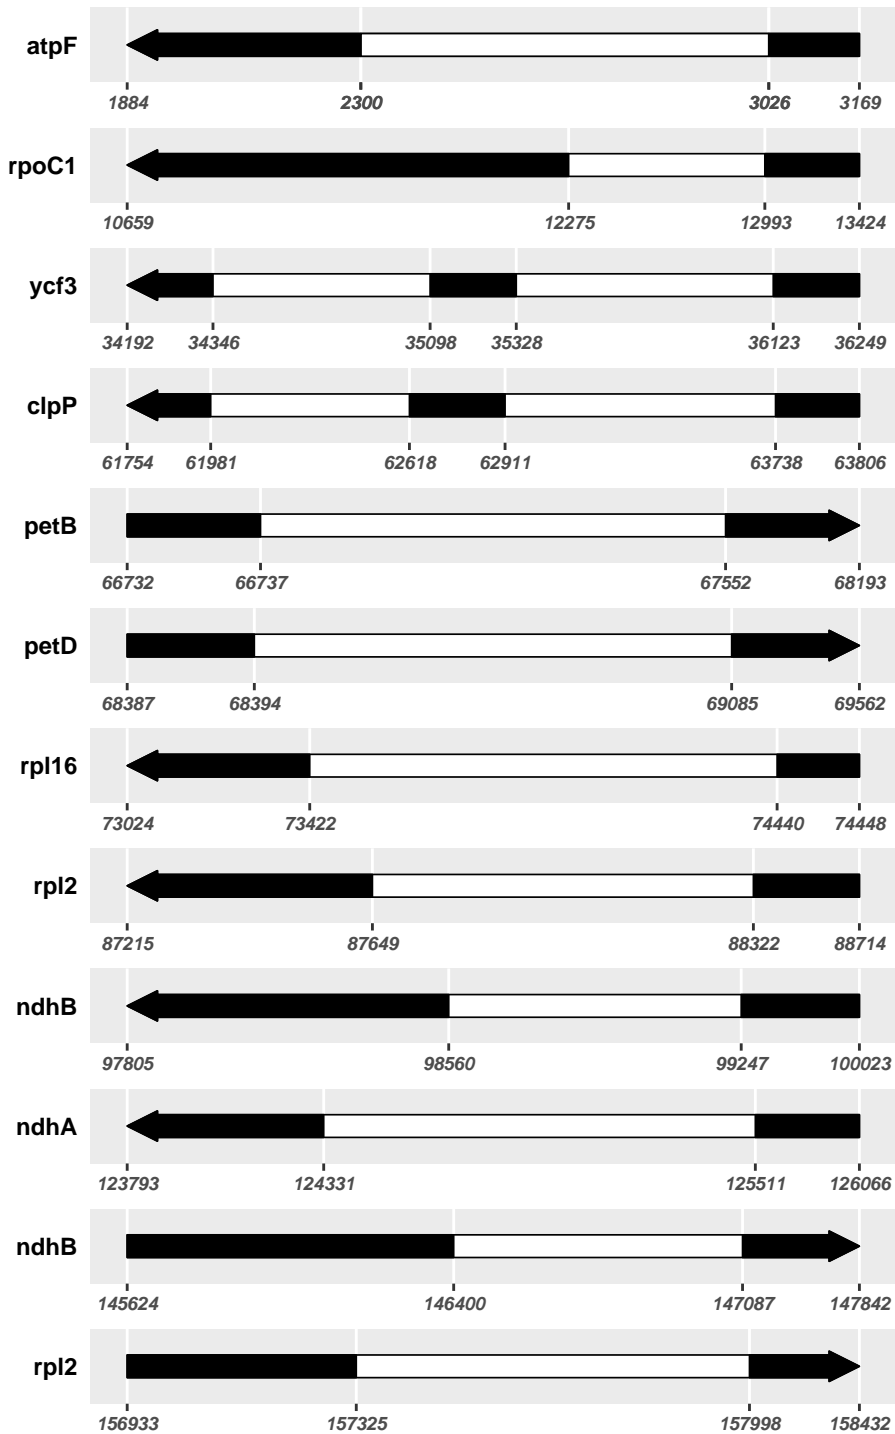 atpF
1884 2300 3026 3169
rpoC1
10659 12275 12993 13424
ycf3
34192 34346 35098 35328 36123 36249
clpP
61754 61981 62618 62911 63738 63806
petB
66732 66737 67552 68193
petD
68387 68394 69085 69562
rpl16
73024 73422 74440 74448
rpl2
87215 87649 88322 88714
ndhB
97805 98560 99247 100023
ndhA
123793 124331 125511 126066
ndhB
145624 146400 147087 147842
rpl2
156933 157325 157998 158432